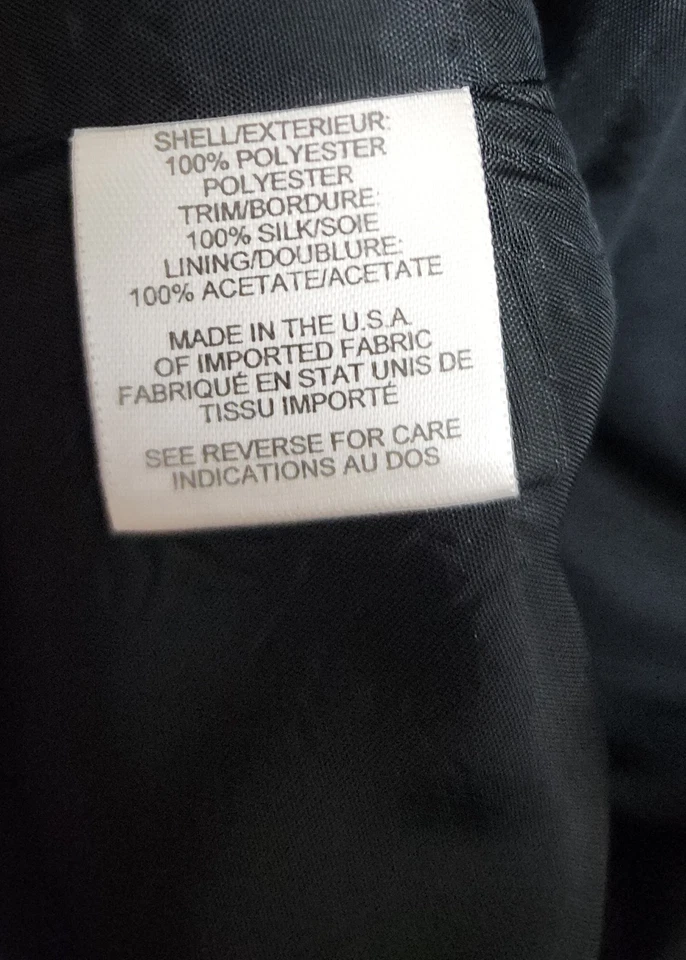 SHELL/EXTERIEUR:
100% POLYESTER
POLYESTER
TRIM/BORDURE:
100% SILK/SOIE
LINING/DOUBLURE:
100% ACETATE/ACETATE
MADE IN THE U.S.A.
OF IMPORTED FABRIC
FABRIQUÉ EN STAT UNIS DE
TISSU IMPORTÉ
SEE REVERSE FOR CARE
INDICATIONS AU DOS